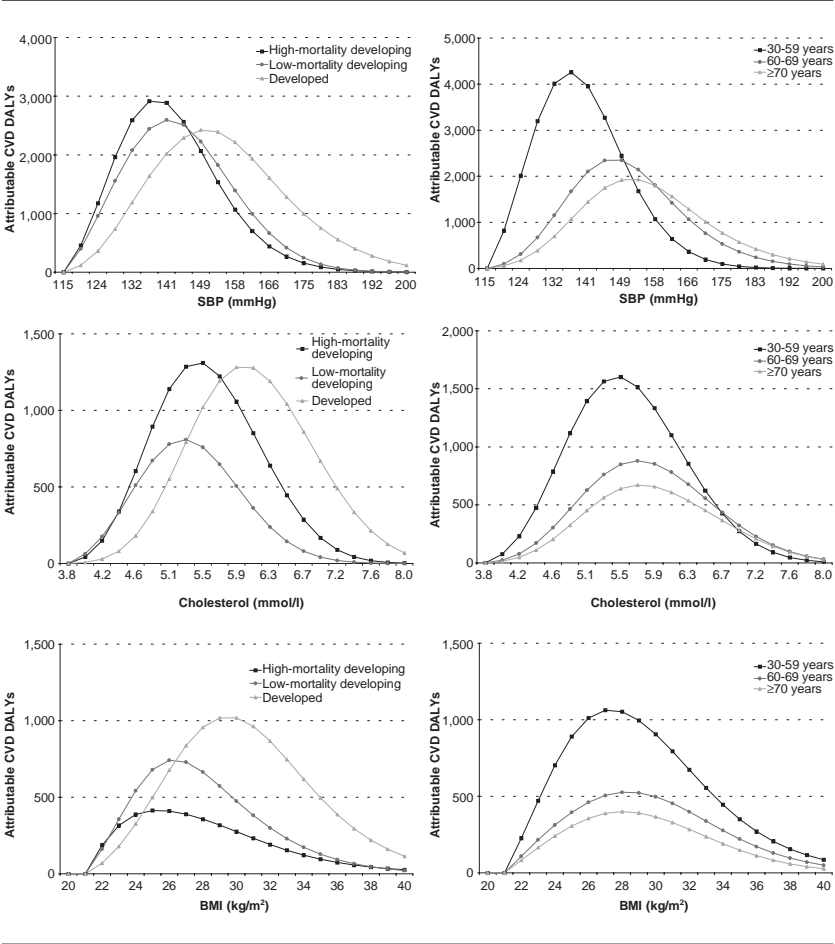 4,000
3,000
2,000
1,000
0
Attributable CVD DALYs
High-mortality developing
Low-mortality developing
Developed
115 124 132 141 149 158 166 175 183 192 200
SBP (mmHg)
5,000
4,000
3,000
2,000
1,000
0
Attributable CVD DALYs
30-59 years
60-69 years
≥70 years
115 124 132 141 149 158 166 175 183 192 200
SBP (mmHg)
1,500
1,000
500
0
Attributable CVD DALYs
High-mortality
developing
Low-mortality
developing
Developed
3.8 4.2 4.6 5.1 5.5 5.9 6.3 6.7 7.2 7.6 8.0
Cholesterol (mmol/l)
2,000
1,500
1,000
500
0
Attributable CVD DALYs
30-59 years
60-69 years
≥70 years
3.8 4.2 4.6 5.1 5.5 5.9 6.3 6.7 7.2 7.6 8.0
Cholesterol (mmol/l)
1,500
1,000
500
0
Attributable CVD DALYs
High-mortality developing
Low-mortality developing
Developed
20 22 24 26 28 30 32 34 36 38 40
BMI (kg/m²)
1,500
1,000
500
0
Attributable CVD DALYs
30-59 years
60-69 years
≥70 years
20 22 24 26 28 30 32 34 36 38 40
BMI (kg/m²)